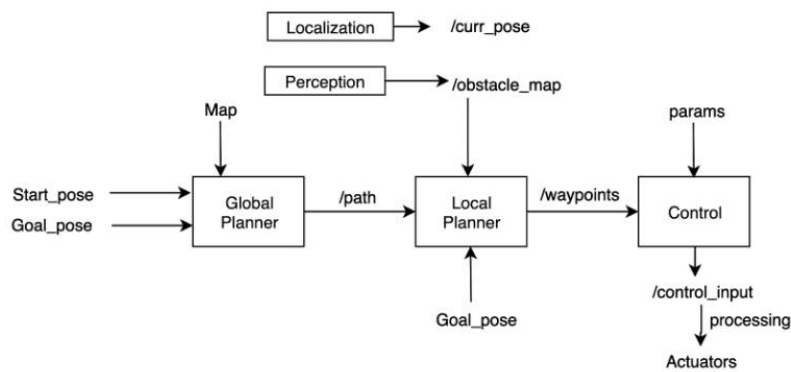 Localization
/curr_pose
Perception
/obstacle_map
Map
params
Start_pose
Goal_pose
Global
Planner
/path
Local
Planner
/waypoints
Control
Goal_pose
/control_input
processing
Actuators